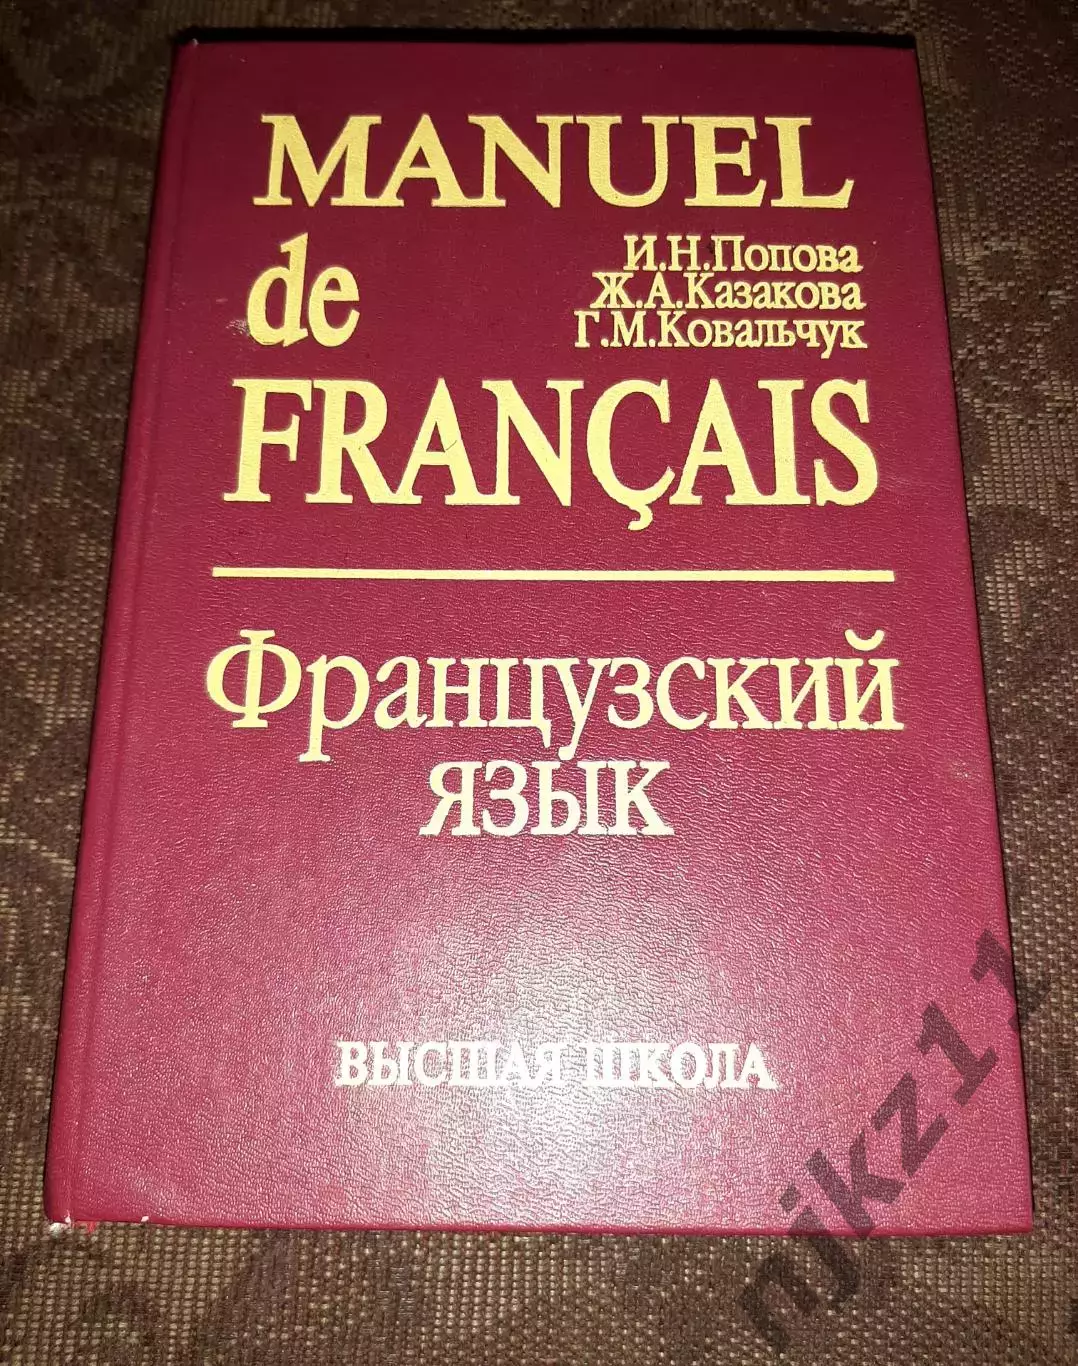 MANUEL
de
И.Н.Попова
Ж.А.Казакова
Г.М.Ковальчук
FRANÇAIS
Французский
язык
ВЫСШАЯ ШКОЛА